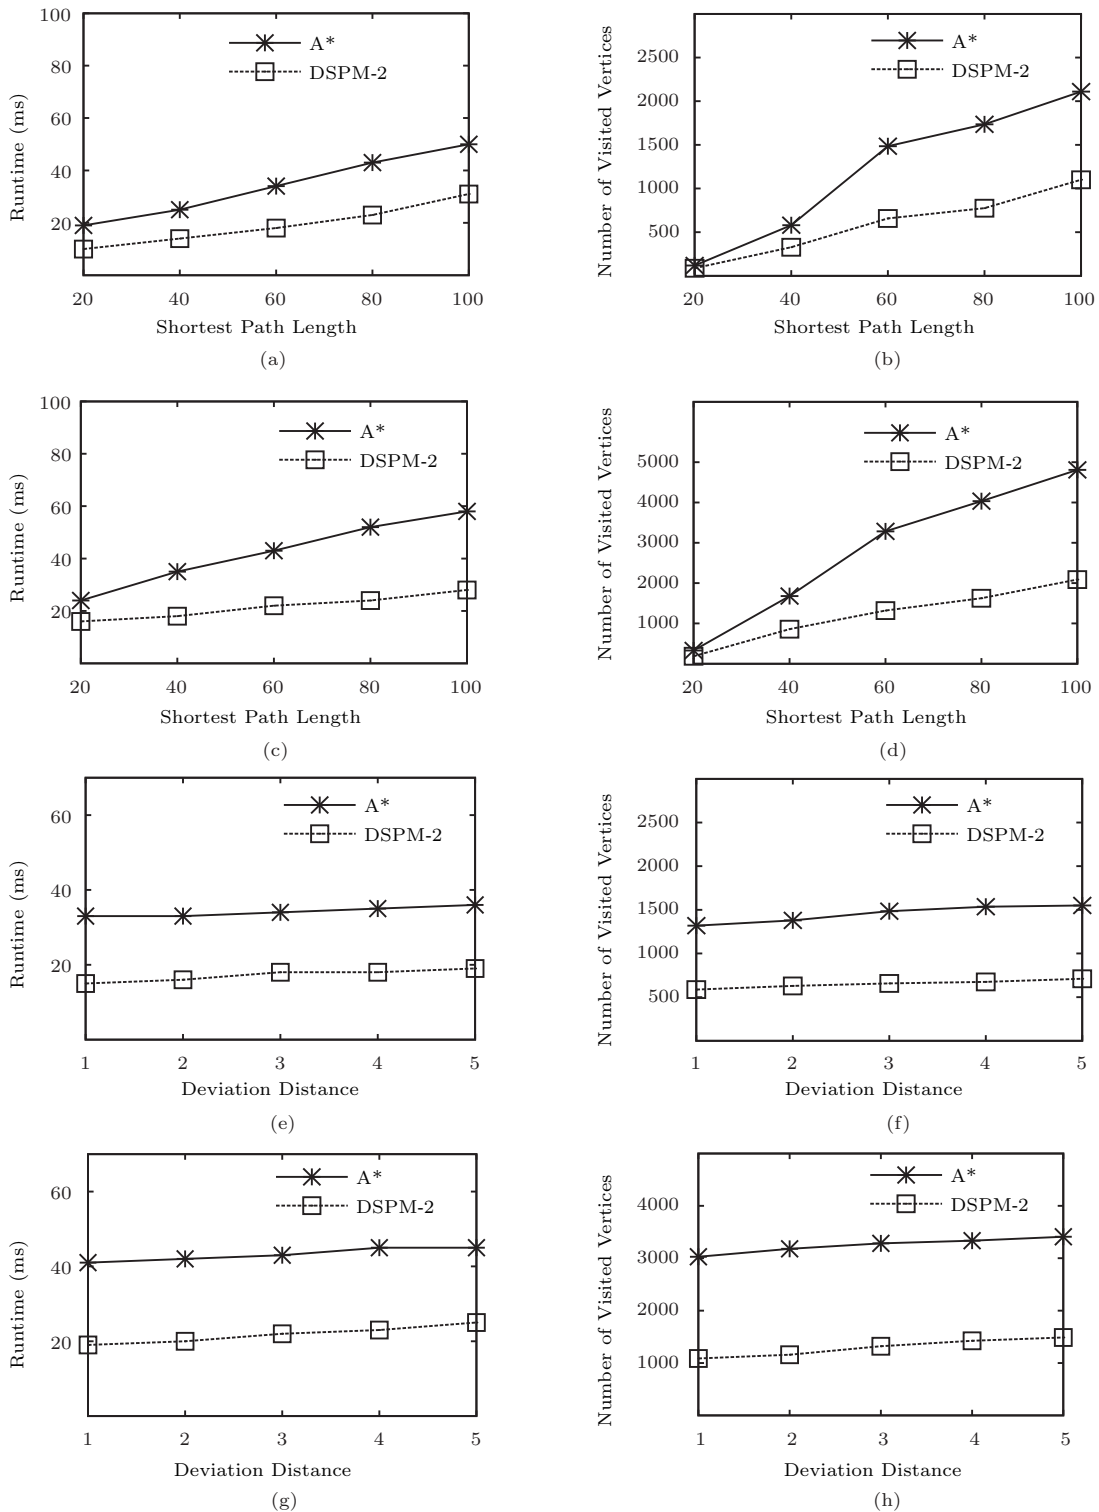 100
80
60
40
20
Runtime (ms)
A*
DSPM-2
20 40 60 80 100
Shortest Path Length
(a)
2500
2000
1500
1000
500
Number of Visited Vertices
A*
DSPM-2
20 40 60 80 100
Shortest Path Length
(b)
100
80
60
40
20
Runtime (ms)
A*
DSPM-2
20 40 60 80 100
Shortest Path Length
(c)
5000
4000
3000
2000
1000
Number of Visited Vertices
A*
DSPM-2
20 40 60 80 100
Shortest Path Length
(d)
60
40
20
Runtime (ms)
A*
DSPM-2
1 2 3 4 5
Deviation Distance
(e)
2500
2000
1500
1000
500
Number of Visited Vertices
A*
DSPM-2
1 2 3 4 5
Deviation Distance
(f)
60
40
20
Runtime (ms)
A*
DSPM-2
1 2 3 4 5
Deviation Distance
(g)
4000
3000
2000
1000
Number of Visited Vertices
A*
DSPM-2
1 2 3 4 5
Deviation Distance
(h)